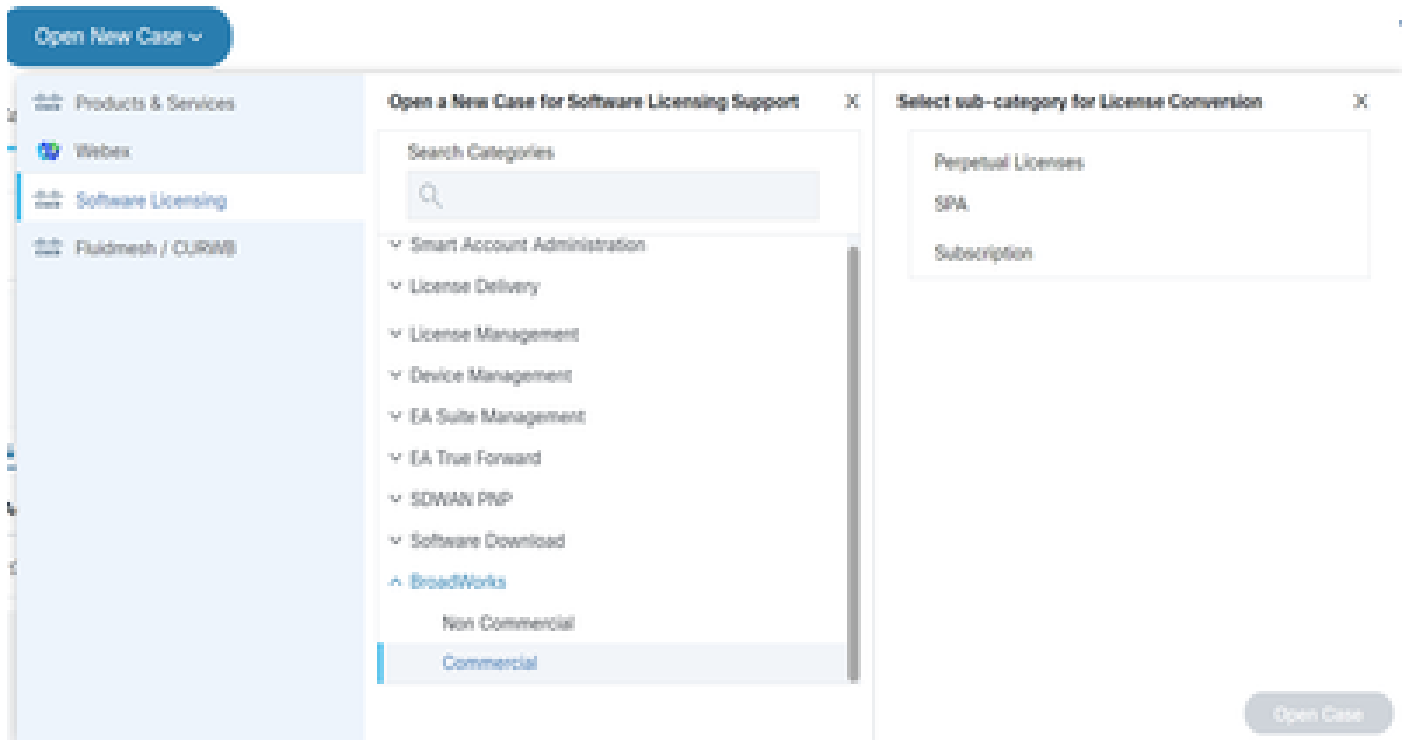 Open New Case
Products & Services
Webex
Software Licensing
Fluidmesh / CURWB
Open a New Case for Software Licensing Support
Search Categories
Smart Account Administration
License Delivery
License Management
Device Management
EA Suite Management
EA True Forward
SDWAN PNP
Software Download
BroadWorks
Non Commercial
Commercial
Select sub-category for License Conversion
Perpetual Licenses
SPA
Subscription
Open Case